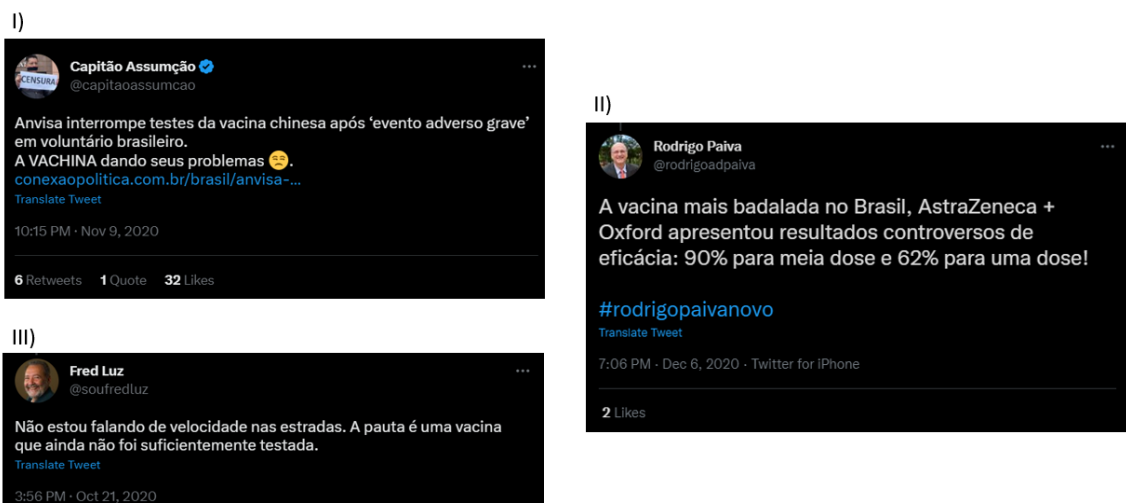 I)
Capitão Assumção
@capitaoassumcao
CENSURA
Anvisa interrompe testes da vacina chinesa após ‘evento adverso grave’
em voluntário brasileiro.
A VACHINA dando seus problemas 😒.
conexaopolitica.com.br/brasil/anvisa-...
Translate Tweet
10:15 PM · Nov 9, 2020
6 Retweets 1 Quote 32 Likes
II)
Rodrigo Paiva
@rodrigoadpaiva
A vacina mais badalada no Brasil, AstraZeneca +
Oxford apresentou resultados controversos de
eficácia: 90% para meia dose e 62% para uma dose!
#rodrigopaivanovo
Translate Tweet
7:06 PM · Dec 6, 2020 · Twitter for iPhone
2 Likes
III)
Fred Luz
@soufredluz
Não estou falando de velocidade nas estradas. A pauta é uma vacina
que ainda não foi suficientemente testada.
Translate Tweet
3:56 PM · Oct 21, 2020